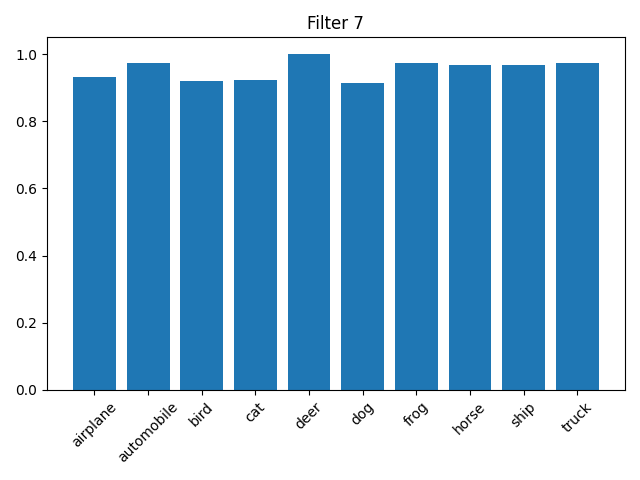 Filter 7
1.0
0.8
0.6
0.4
0.2
0.0
airplane
automobile
bird
cat
deer
dog
frog
horse
ship
truck